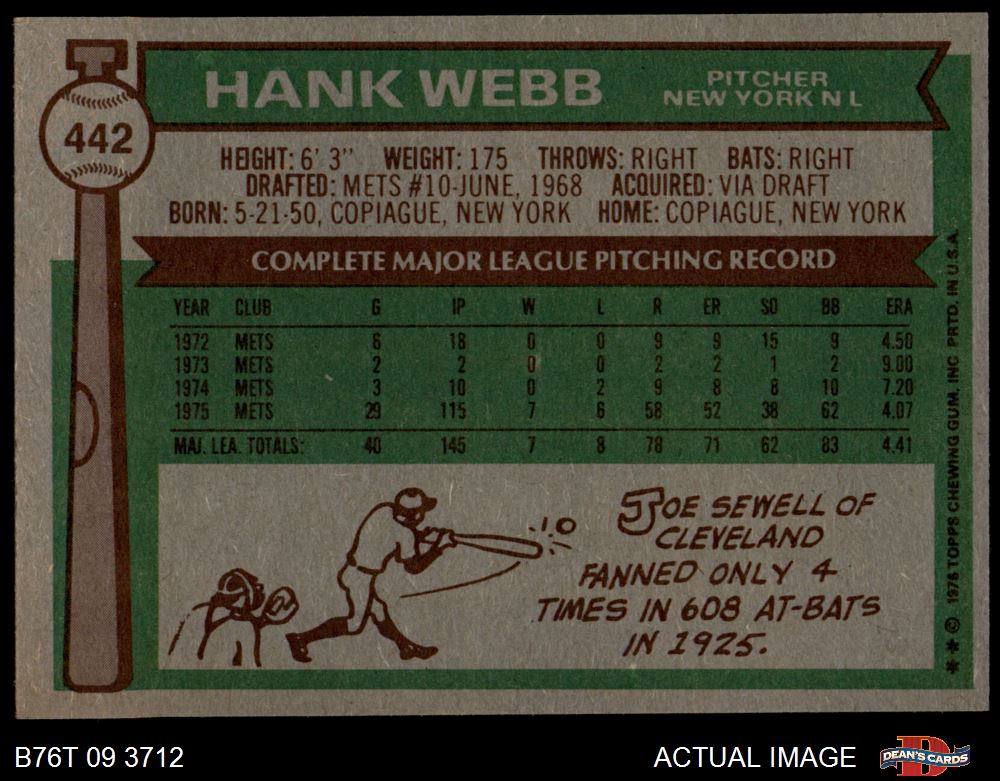 HANK WEBB
PITCHER
NEW YORK N L
442
HEIGHT: 6' 3" WEIGHT: 175 THROWS: RIGHT BATS: RIGHT
DRAFTED: METS #10-JUNE, 1968 ACQUIRED: VIA DRAFT
BORN: 5-21-50, COPIAGUE, NEW YORK HOME: COPIAGUE, NEW YORK
COMPLETE MAJOR LEAGUE PITCHING RECORD
YEAR CLUB G IP W L R ER SO BB ERA
1972 METS 6 18 0 0 9 9 15 9 4.50
1973 METS 2 2 0 0 2 2 1 2 9.00
1974 METS 3 10 0 2 9 8 8 10 7.20
1975 METS 29 115 7 6 58 52 38 62 4.07
MAJ. LEA. TOTALS: 40 145 7 8 78 71 62 83 4.41
JOE SEWELL OF
CLEVELAND
FANNED ONLY 4
TIMES IN 608 AT-BATS
IN 1925.
** © 1976 TOPPS CHEWING GUM, INC PRTD. IN U.S.A.
B76T 09 3712
ACTUAL IMAGE
DEAN'S CARDS